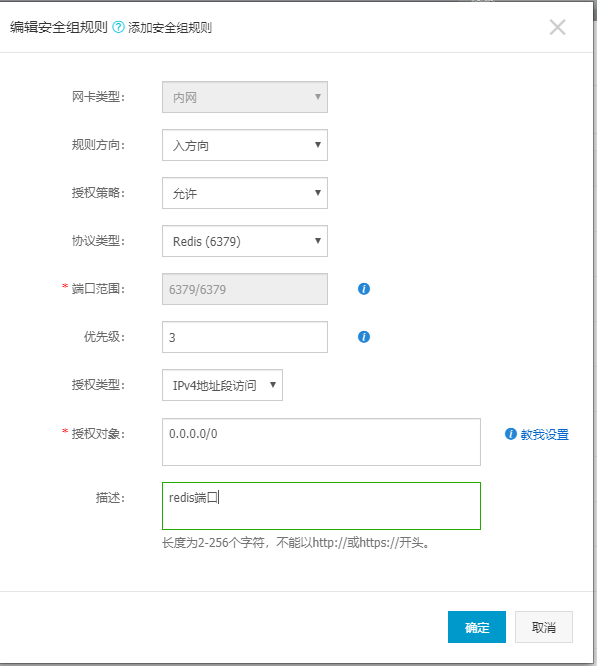 编辑安全组规则 ? 添加安全组规则
网卡类型： 内网
规则方向： 入方向
授权策略： 允许
协议类型： Redis (6379)
* 端口范围： 6379/6379
优先级： 3
授权类型： IPv4地址段访问
* 授权对象： 0.0.0.0/0 教我设置
描述： redis端口
长度为2-256个字符，不能以http://或https://开头。
确定 取消